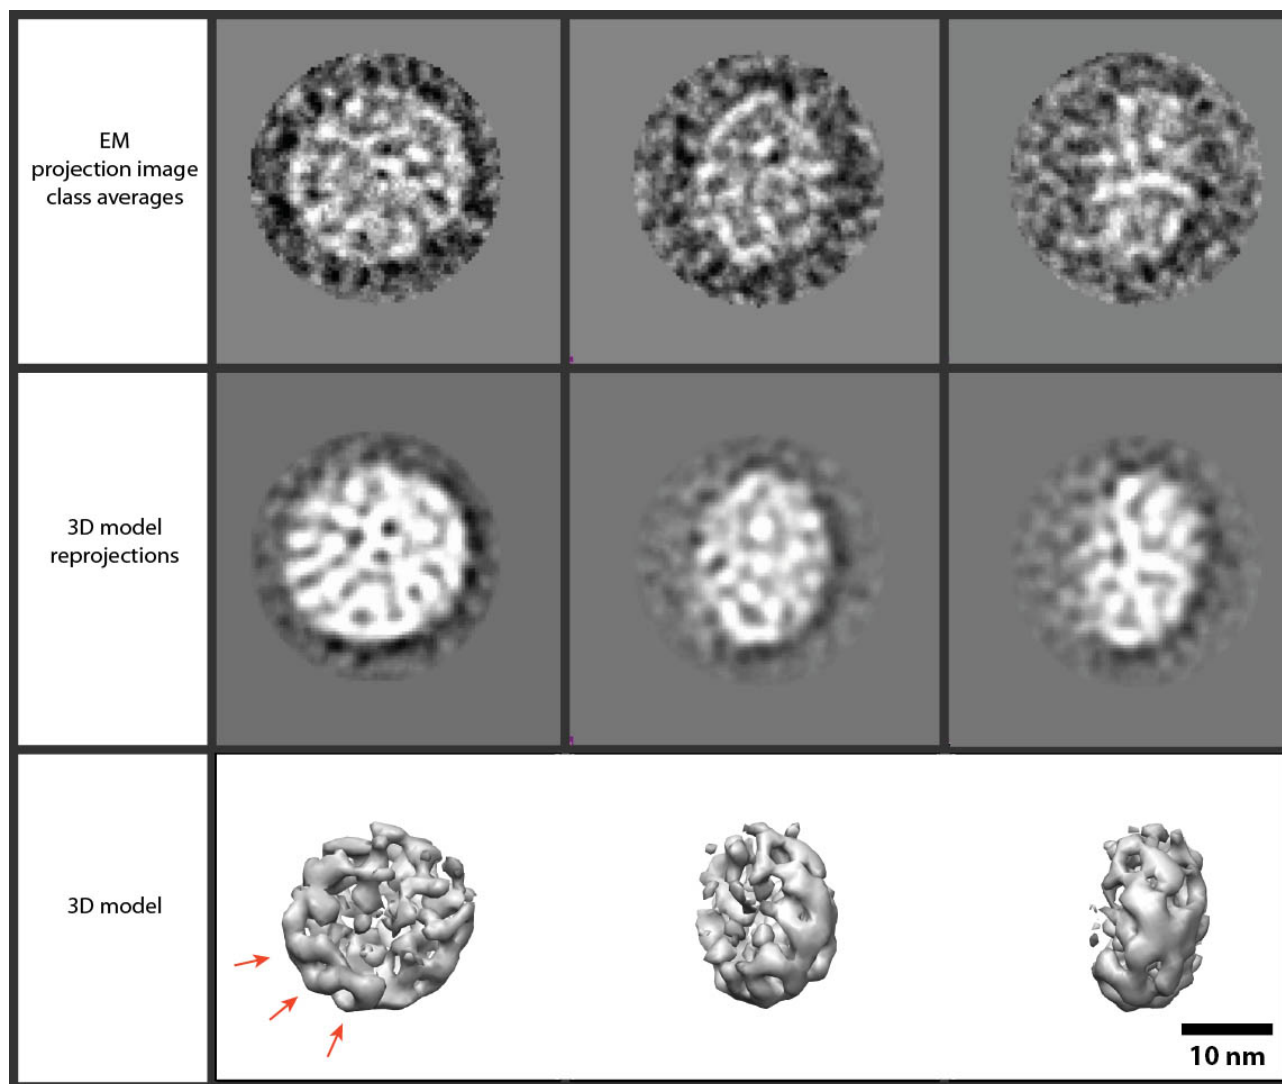 EM
projection image
class averages
3D model
reprojections
3D model
10 nm